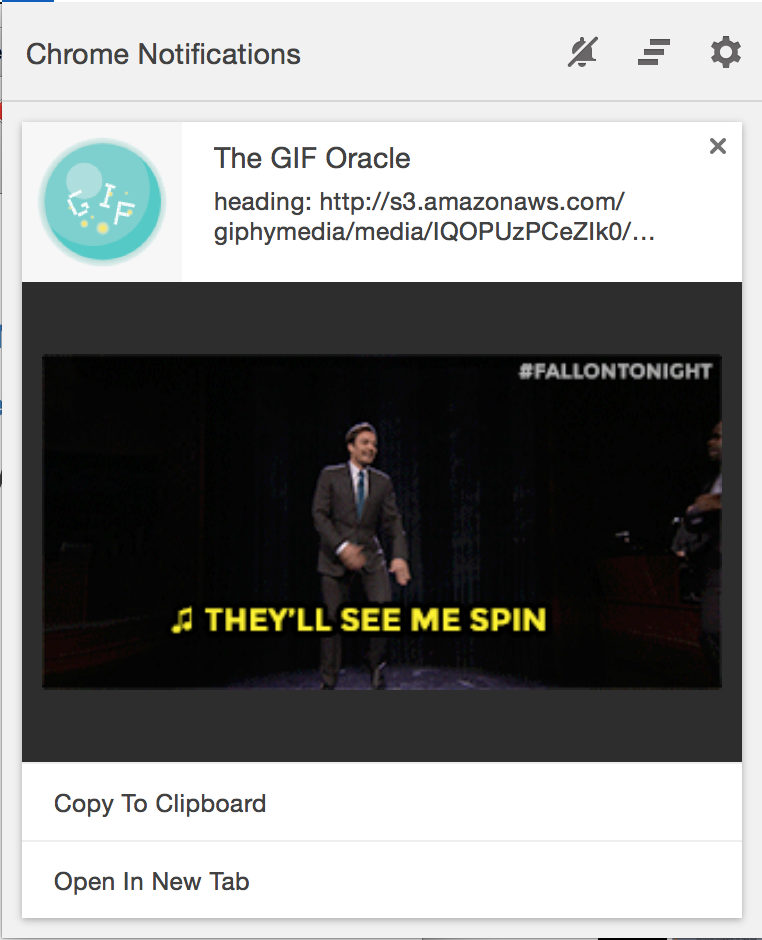 Chrome Notifications
GIF
The GIF Oracle
heading: http://s3.amazonaws.com/
giphymedia/media/IQOPUzPCeZIk0/…
#FALLONTONIGHT
♫ THEY'LL SEE ME SPIN
Copy To Clipboard
Open In New Tab